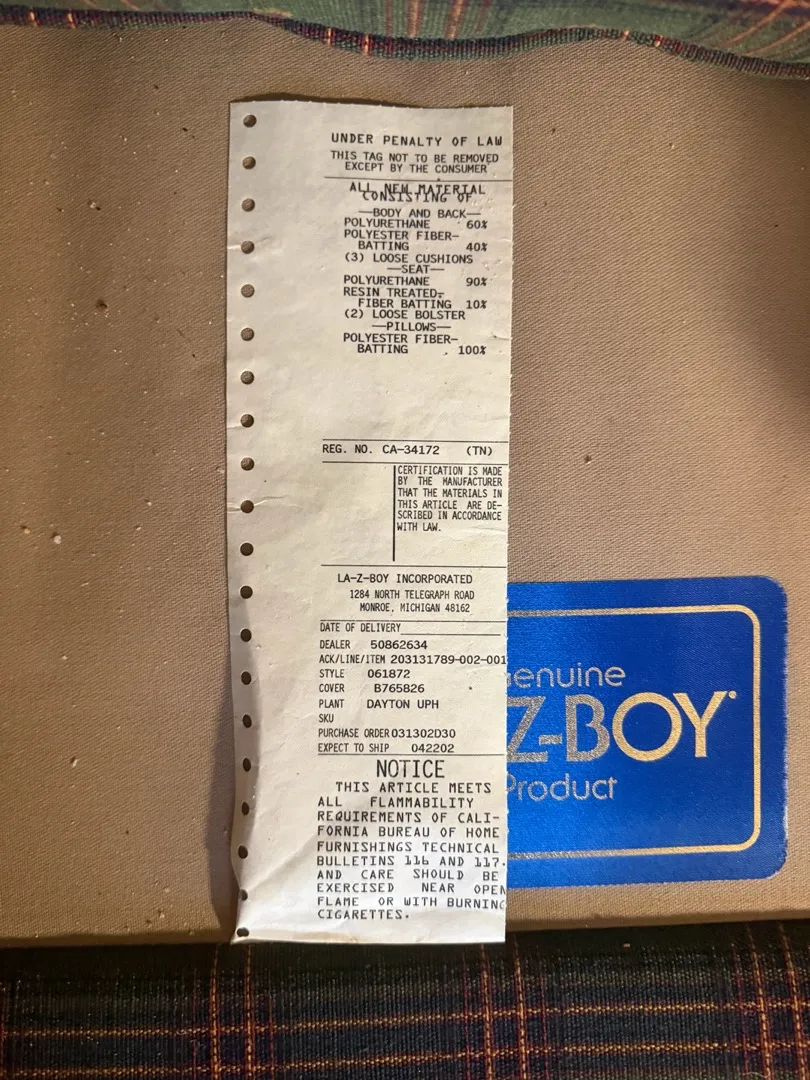 UNDER PENALTY OF LAW
THIS TAG NOT TO BE REMOVED
EXCEPT BY THE CONSUMER
ALL NEW MATERIAL
CONSISTING OF
—BODY AND BACK—
POLYURETHANE 60%
POLYESTER FIBER-
BATTING 40%
(3) LOOSE CUSHIONS
—SEAT—
POLYURETHANE 90%
RESIN TREATED-
FIBER BATTING 10%
(2) LOOSE BOLSTER
—PILLOWS—
POLYESTER FIBER-
BATTING 100%
REG. NO. CA-34172 (TN)
CERTIFICATION IS MADE
BY THE MANUFACTURER
THAT THE MATERIALS IN
THIS ARTICLE ARE DE-
SCRIBED IN ACCORDANCE
WITH LAW.
LA-Z-BOY INCORPORATED
1284 NORTH TELEGRAPH ROAD
MONROE, MICHIGAN 48162
DATE OF DELIVERY
DEALER 50862634
ACK/LINE/ITEM 203131789-002-001
STYLE 061872
COVER B765826
PLANT DAYTON UPH
SKU
PURCHASE ORDER 031302D30
EXPECT TO SHIP 042202
NOTICE
THIS ARTICLE MEETS
ALL FLAMMABILITY
REQUIREMENTS OF CALI-
FORNIA BUREAU OF HOME
FURNISHINGS TECHNICAL
BULLETINS 116 AND 117.
AND CARE SHOULD BE
EXERCISED NEAR OPEN
FLAME OR WITH BURNING
CIGARETTES.
enuine
Z-BOY
Product